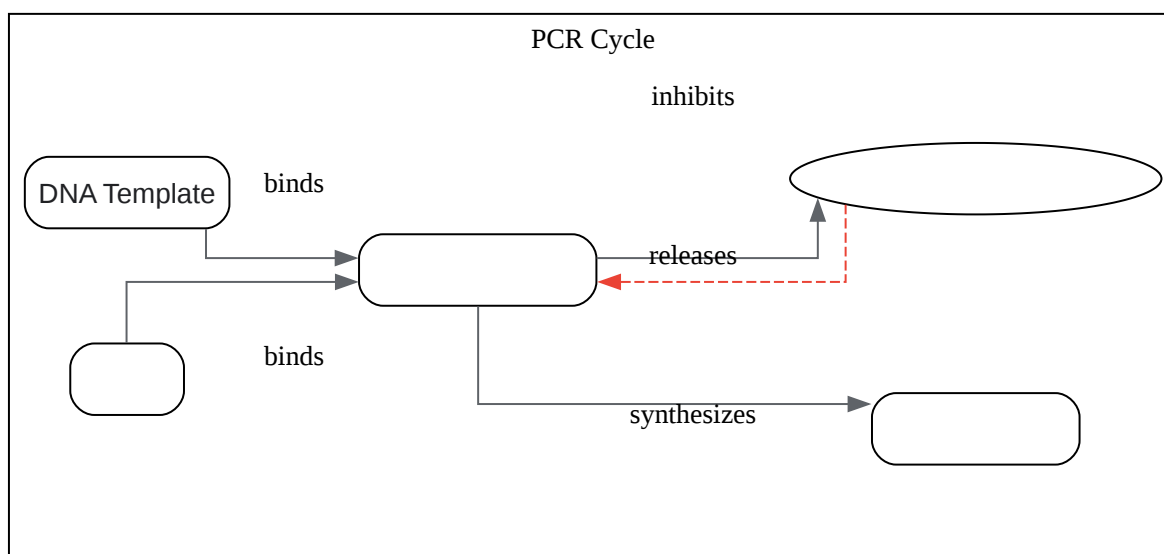 PCR Cycle
inhibits
binds
DNA Template
releases
binds
synthesizes